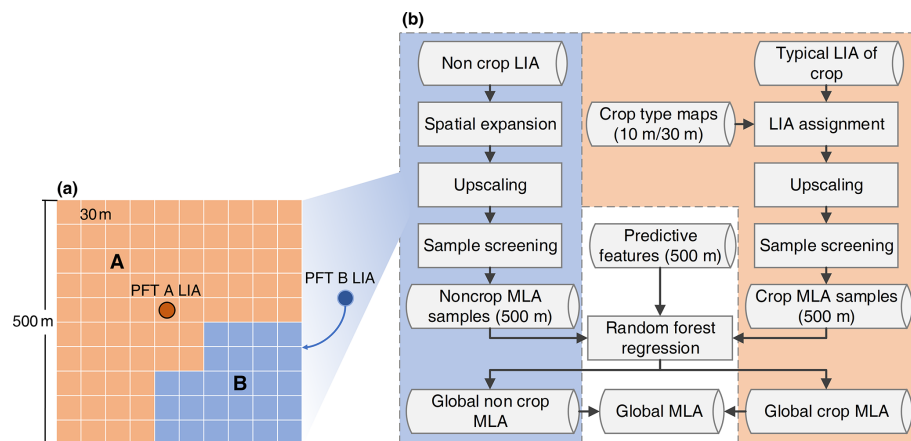 (a)
30 m
A
PFT A LIA
PFT B LIA
500 m
B
(b)
Non crop LIA
Typical LIA of
crop
Spatial expansion
Crop type maps
(10 m/30 m)
LIA assignment
Upscaling
Upscaling
Sample screening
Predictive
features (500 m)
Sample screening
Noncrop MLA
samples (500 m)
Crop MLA samples
(500 m)
Random forest
regression
Global non crop
MLA
Global MLA
Global crop MLA